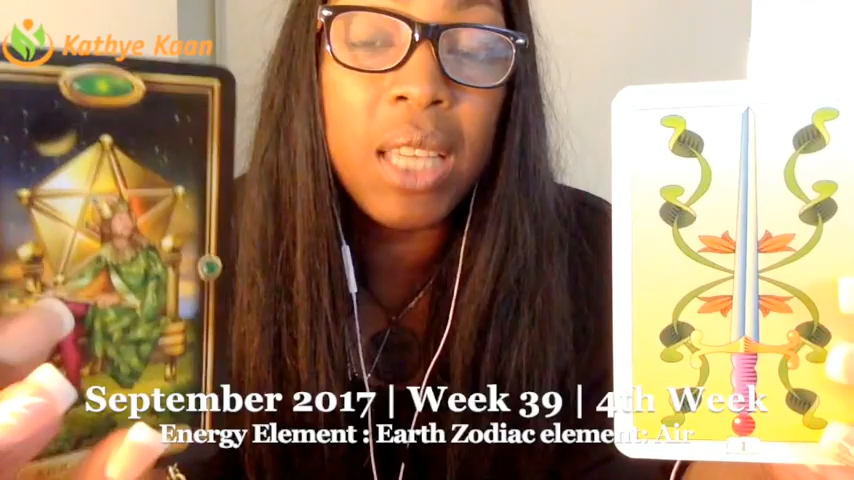 Kathye Kaan
September 2017 | Week 39 | 4th Week
Energy Element : Earth Zodiac element: Air